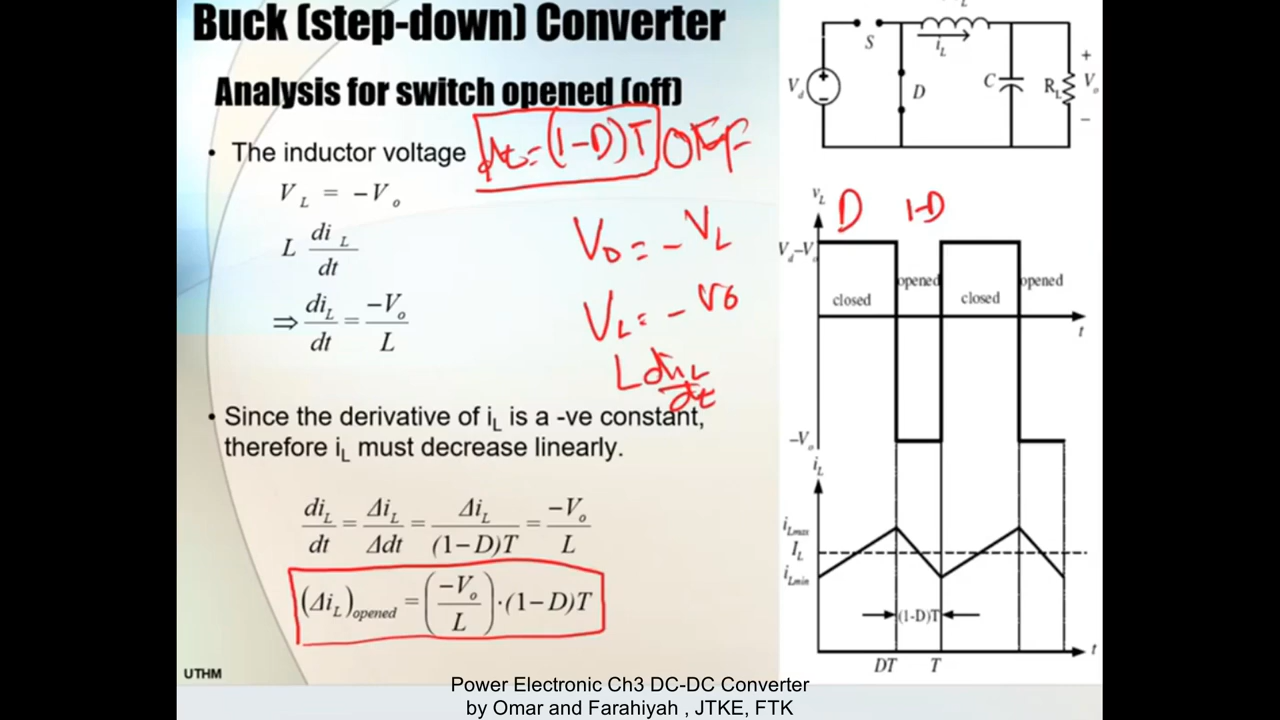 Buck (step-down) Converter
Analysis for switch opened (off)
• The inductor voltage
dt = (1-D)T OFF
V_L = -V_o
L di_L/dt
⇒ di_L/dt = -V_o/L
V_o = -V_L
V_L = -V_o
L di_L/dt
• Since the derivative of i_L is a -ve constant,
therefore i_L must decrease linearly.
di_L/dt = Δi_L/Δdt = Δi_L/(1-D)T = -V_o/L
(Δi_L)_opened = (-V_o/L)·(1-D)T
UTHM
L
S
i_L
V_d
+
−
D
C
R_L
+
V_o
−
v_L
D 1-D
V_d-V_o
closed
opened
closed
opened
t
-V_o
i_L
i_Lmax
I_L
i_Lmin
(1-D)T
t
DT T
Power Electronic Ch3 DC-DC Converter
by Omar and Farahiyah , JTKE, FTK